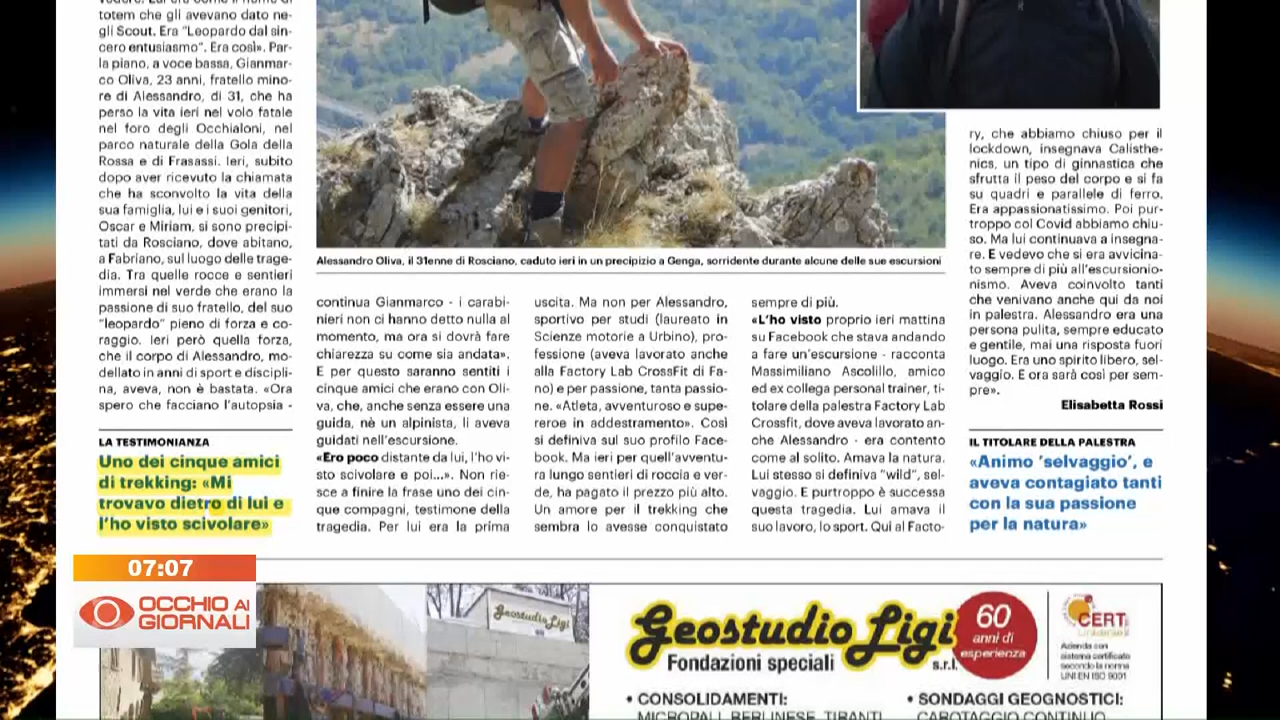 totem che gli avevano dato ne-
gli Scout. Era “Leopardo dal sin-
cero entusiasmo”. Era così». Par-
la piano, a voce bassa, Gianmar-
co Oliva, 23 anni, fratello mino-
re di Alessandro, di 31, che ha
perso la vita ieri nel volo fatale
nel foro degli Occhialoni, nel
parco naturale della Gola della
Rossa e di Frasassi. Ieri, subito
dopo aver ricevuto la chiamata
che ha sconvolto la vita della
sua famiglia, lui e i suoi genitori,
Oscar e Miriam, si sono precipi-
tati da Rosciano, dove abitano,
a Fabriano, sul luogo delle trage-
dia. Tra quelle rocce e sentieri
immersi nel verde che erano la
passione di suo fratello, del suo
“leopardo” pieno di forza e co-
raggio. Ieri però quella forza,
che il corpo di Alessandro, mo-
dellato in anni di sport e discipli-
na, aveva, non è bastata. «Ora
spero che facciano l’autopsia -
LA TESTIMONIANZA
Uno dei cinque amici
di trekking: «Mi
trovavo dietro di lui e
l’ho visto scivolare»
Alessandro Oliva, il 31enne di Rosciano, caduto ieri in un precipizio a Genga, sorridente durante alcune delle sue escursioni
continua Gianmarco - i carabi-
nieri non ci hanno detto nulla al
momento, ma ora si dovrà fare
chiarezza su come sia andata».
E per questo saranno sentiti i
cinque amici che erano con Oli-
va, che, anche senza essere una
guida, nè un alpinista, li aveva
guidati nell’escursione.
«Ero poco distante da lui, l’ho vi-
sto scivolare e poi...». Non rie-
sce a finire la frase uno dei cin-
que compagni, testimone della
tragedia. Per lui era la prima
uscita. Ma non per Alessandro,
sportivo per studi (laureato in
Scienze motorie a Urbino), pro-
fessione (aveva lavorato anche
alla Factory Lab CrossFit di Fa-
no) e per passione, tanta passio-
ne. «Atleta, avventuroso e supe-
reroe in addestramento». Così
si definiva sul suo profilo Face-
book. Ma ieri per quell’avventu-
ra lungo sentieri di roccia e ver-
de, ha pagato il prezzo più alto.
Un amore per il trekking che
sembra lo avesse conquistato
sempre di più.
«L’ho visto proprio ieri mattina
su Facebook che stava andando
a fare un’escursione - racconta
Massimiliano Ascolillo, amico
ed ex collega personal trainer, ti-
tolare della palestra Factory Lab
Crossfit, dove aveva lavorato an-
che Alessandro - era contento
come al solito. Amava la natura.
Lui stesso si definiva “wild”, sel-
vaggio. E purtroppo è successa
questa tragedia. Lui amava il
suo lavoro, lo sport. Qui al Facto-
ry, che abbiamo chiuso per il
lockdown, insegnava Calisthe-
nics, un tipo di ginnastica che
sfrutta il peso del corpo e si fa
su quadri e parallele di ferro.
Era appassionatissimo. Poi pur-
troppo col Covid abbiamo chiu-
so. Ma lui continuava a insegna-
re. E vedevo che si era avvicina-
to sempre di più all’escursionio-
nismo. Aveva coinvolto tanti
che venivano anche qui da noi
in palestra. Alessandro era una
persona pulita, sempre educato
e gentile, mai una risposta fuori
luogo. Era uno spirito libero, sel-
vaggio. E ora sarà così per sem-
pre».
Elisabetta Rossi
IL TITOLARE DELLA PALESTRA
«Animo ’selvaggio’, e
aveva contagiato tanti
con la sua passione
per la natura»
07:07
OCCHIO AI
GIORNALI
Geostudio Ligi
Geostudio Ligi
s.r.l.
Fondazioni speciali
60
anni di
esperienza
CERT
Azienda con
sistema certificato
secondo la norma
UNI EN ISO 9001
• CONSOLIDAMENTI:
MICROPALI, BERLINESE, TIRANTI
• SONDAGGI GEOGNOSTICI:
CAROTAGGIO CONTINUO